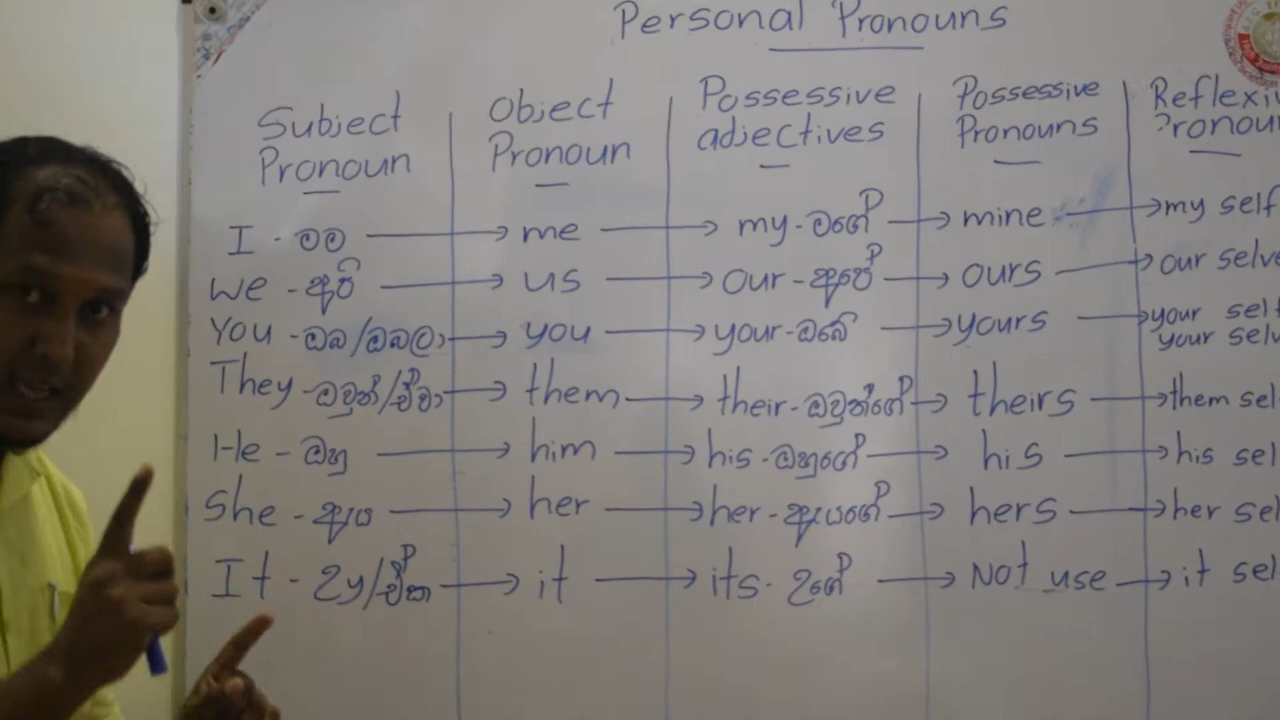 Personal Pronouns
Subject Pronoun Object Pronoun Possessive adjectives Possessive Pronouns
I - මම → me → my - මගේ → mine → my self
We - අපි → us → our - අපේ → ours → our selve
You - ඔබ/ඔබලා → you → your - ඔබේ → yours → your self
your selv
They - ඔවුන්/ඒවා → them → their - ඔවුන්ගේ → theirs → them sel
He - ඔහු → him → his - ඔහුගේ → his → his sel
She - ඇය → her → her - ඇයගේ → hers → her sel
It - ඌ/ඒක → it → its - උගේ → Not use → it sel